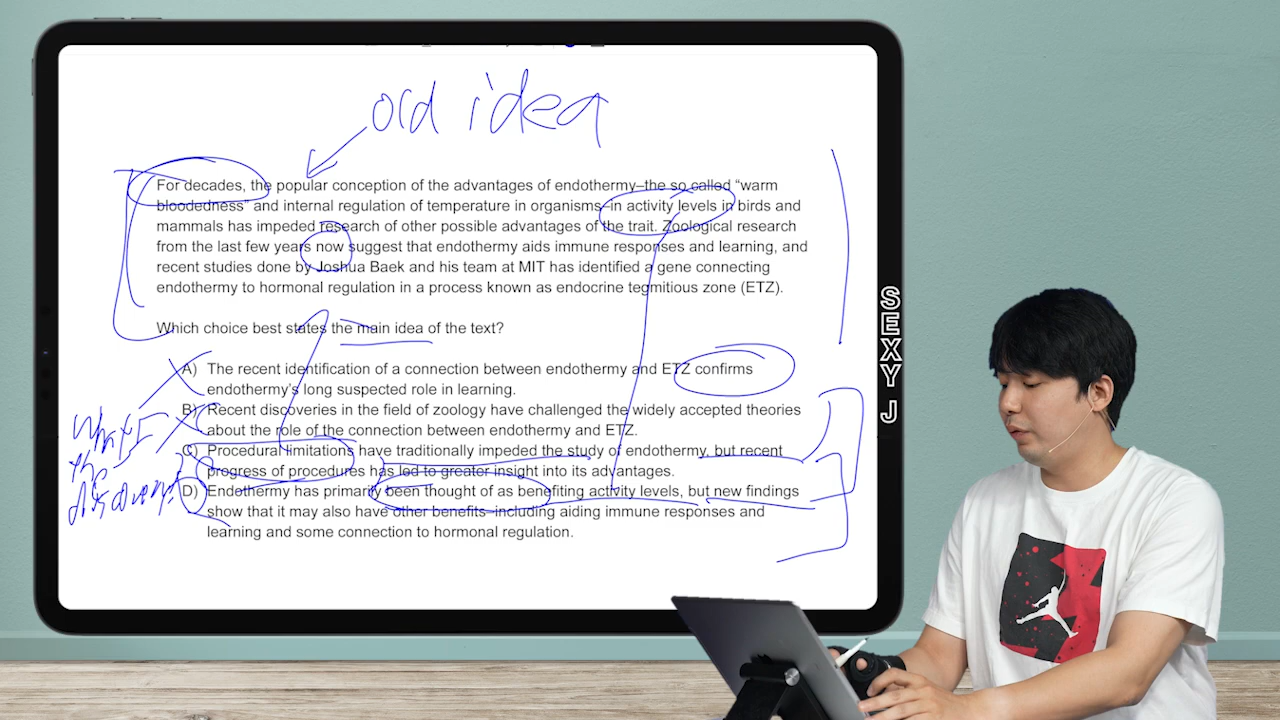 old idea
For decades, the popular conception of the advantages of endothermy–the so called “warm
bloodedness” and internal regulation of temperature in organisms–in activity levels in birds and
mammals has impeded research of other possible advantages of the trait. Zoological research
from the last few years now suggest that endothermy aids immune responses and learning, and
recent studies done by Joshua Baek and his team at MIT has identified a gene connecting
endothermy to hormonal regulation in a process known as endocrine tegmitious zone (ETZ).
Which choice best states the main idea of the text?
A) The recent identification of a connection between endothermy and ETZ confirms
endothermy’s long suspected role in learning.
B) Recent discoveries in the field of zoology have challenged the widely accepted theories
about the role of the connection between endothermy and ETZ.
C) Procedural limitations have traditionally impeded the study of endothermy, but recent
progress of procedures has led to greater insight into its advantages.
D) Endothermy has primarily been thought of as benefiting activity levels, but new findings
show that it may also have other benefits–including aiding immune responses and
learning and some connection to hormonal regulation.
SEXY J